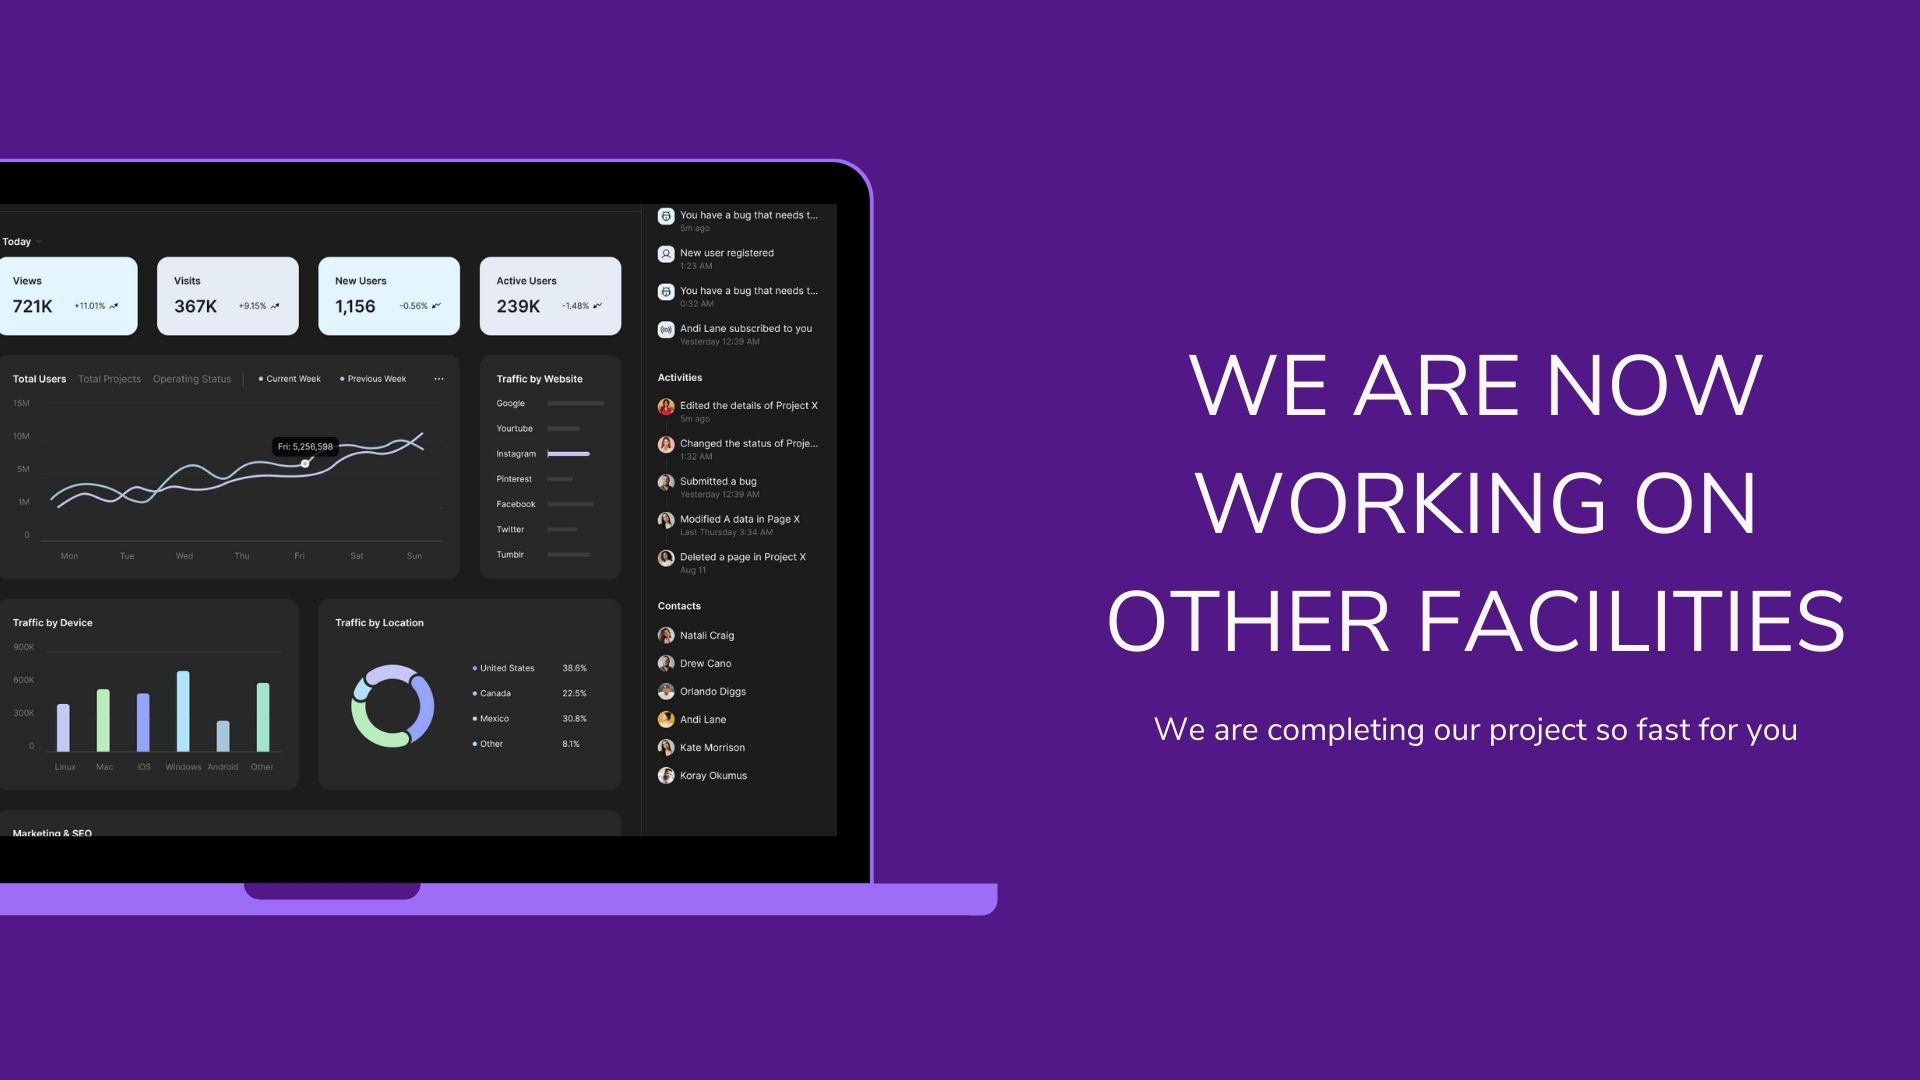 Today
Views
721K +11.01%
Visits
367K +9.15%
New Users
1,156 -0.56%
Active Users
239K -1.48%
Total Users Total Projects Operating Status Current Week Previous Week
15M
10M
5M
1M
0
Fri: 5,256,598
Mon Tue Wed Thu Fri Sat Sun
Traffic by Website
Google
Yourtube
Instagram
Pinterest
Facebook
Twitter
Tumblr
Traffic by Device
900K
600K
300K
0
Linux Mac iOS Windows Android Other
Traffic by Location
United States 38.6%
Canada 22.5%
Mexico 30.8%
Other 8.1%
Marketing & SEO
You have a bug that needs t...
5m ago
New user registered
1:23 AM
You have a bug that needs t...
0:32 AM
Andi Lane subscribed to you
Yesterday 12:39 AM
Activities
Edited the details of Project X
5m ago
Changed the status of Proje...
1:32 AM
Submitted a bug
Yesterday 12:39 AM
Modified A data in Page X
Last Thursday 3:34 AM
Deleted a page in Project X
Aug 11
Contacts
Natali Craig
Drew Cano
Orlando Diggs
Andi Lane
Kate Morrison
Koray Okumus
WE ARE NOW
WORKING ON
OTHER FACILITIES
We are completing our project so fast for you